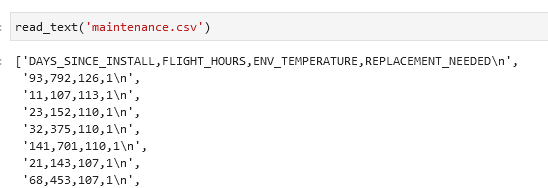 read_text('maintenance.csv')
['DAYS_SINCE_INSTALL,FLIGHT_HOURS,ENV_TEMPERATURE,REPLACEMENT_NEEDED\n',
'93,792,126,1\n',
'11,107,113,1\n',
'23,152,110,1\n',
'32,375,110,1\n',
'141,701,110,1\n',
'21,143,107,1\n',
'68,453,107,1\n',